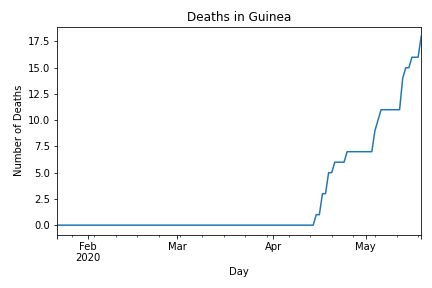 Deaths in Guinea
Number of Deaths
17.5
15.0
12.5
10.0
7.5
5.0
2.5
0.0
Feb
2020
Mar
Apr
May
Day